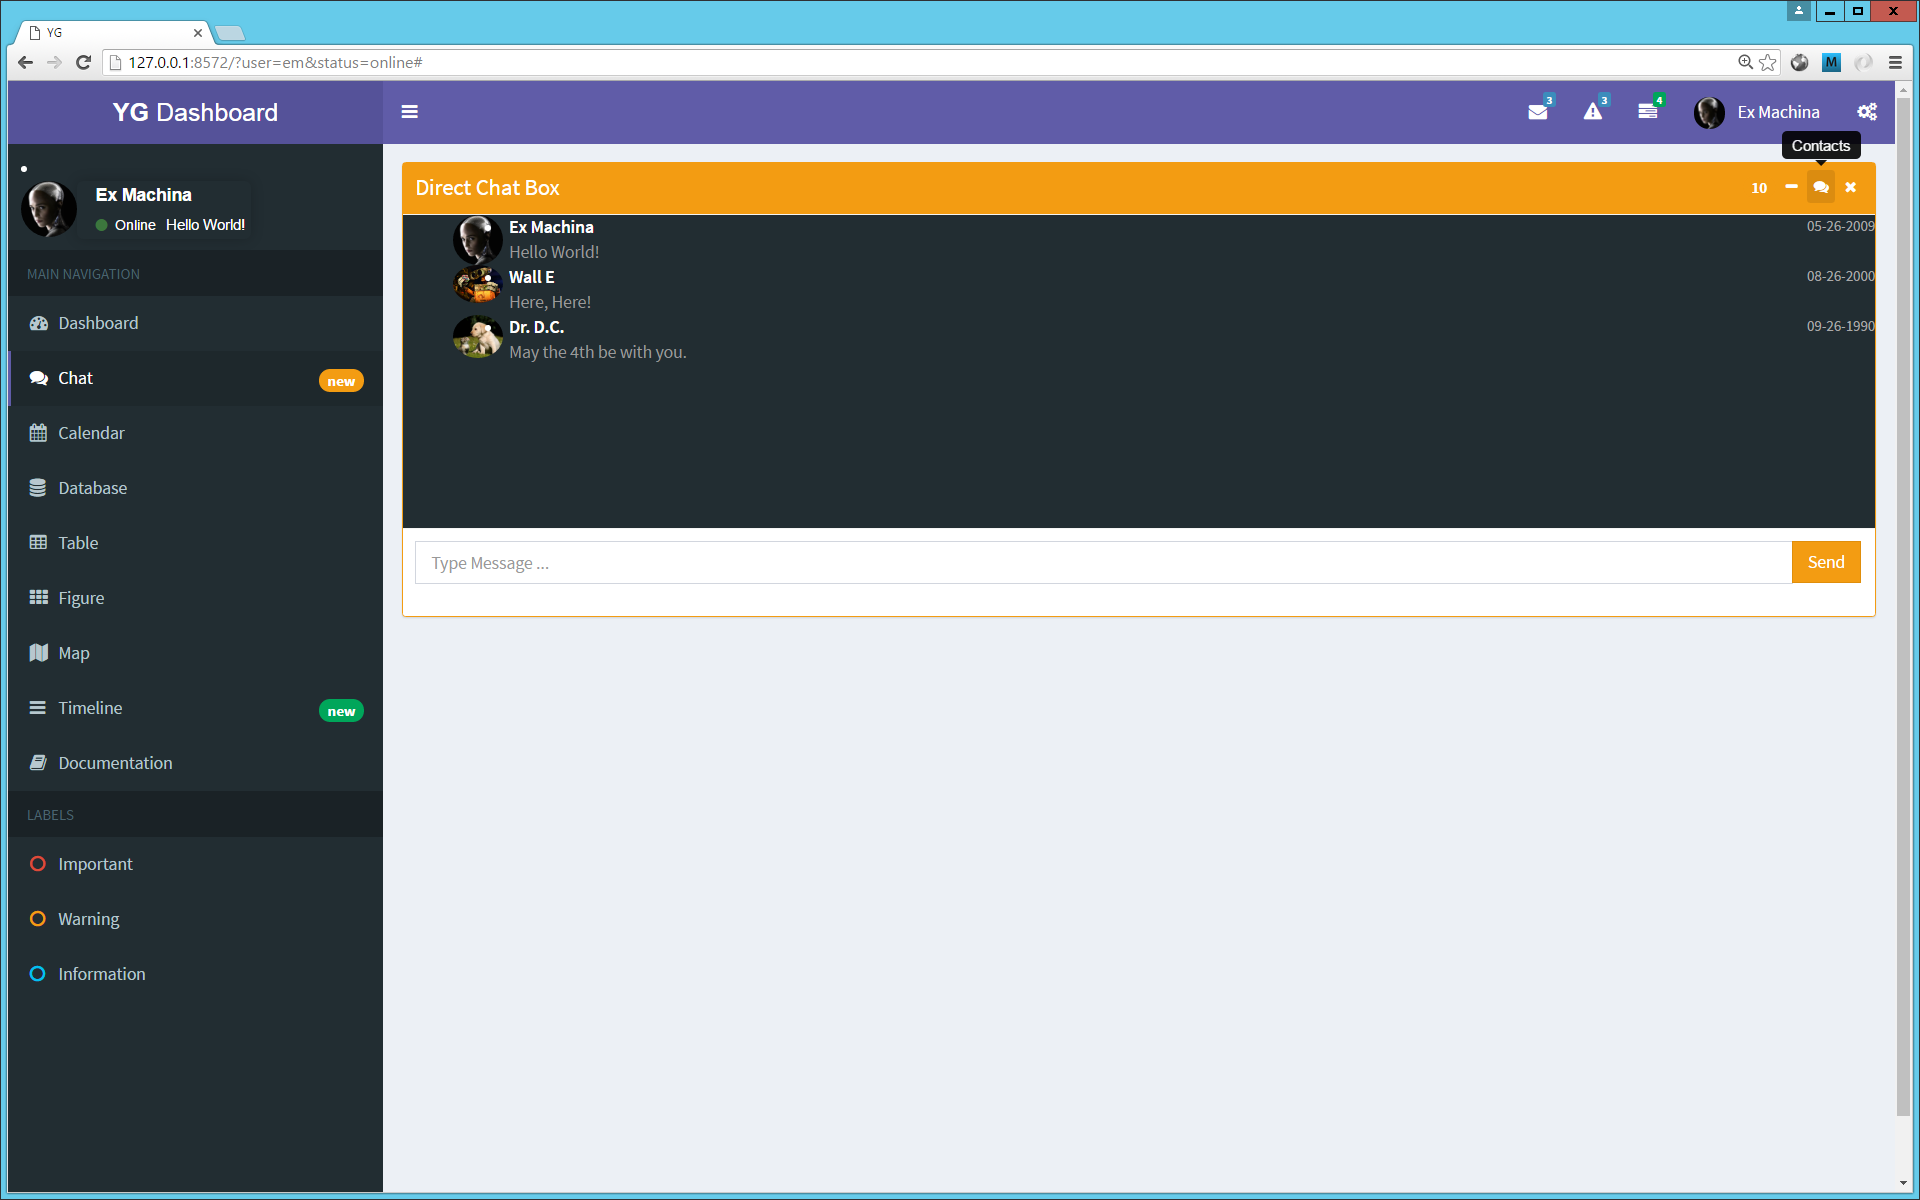 YG
127.0.0.1:8572/?user=em&status=online#
M
YG Dashboard
3
3
4
Ex Machina
Contacts
Ex Machina
Online Hello World!
MAIN NAVIGATION
Dashboard
Chat
new
Calendar
Database
Table
Figure
Map
Timeline
new
Documentation
LABELS
Important
Warning
Information
Direct Chat Box
10
Ex Machina
05-26-2009
Hello World!
Wall E
08-26-2000
Here, Here!
Dr. D.C.
09-26-1990
May the 4th be with you.
Type Message ...
Send